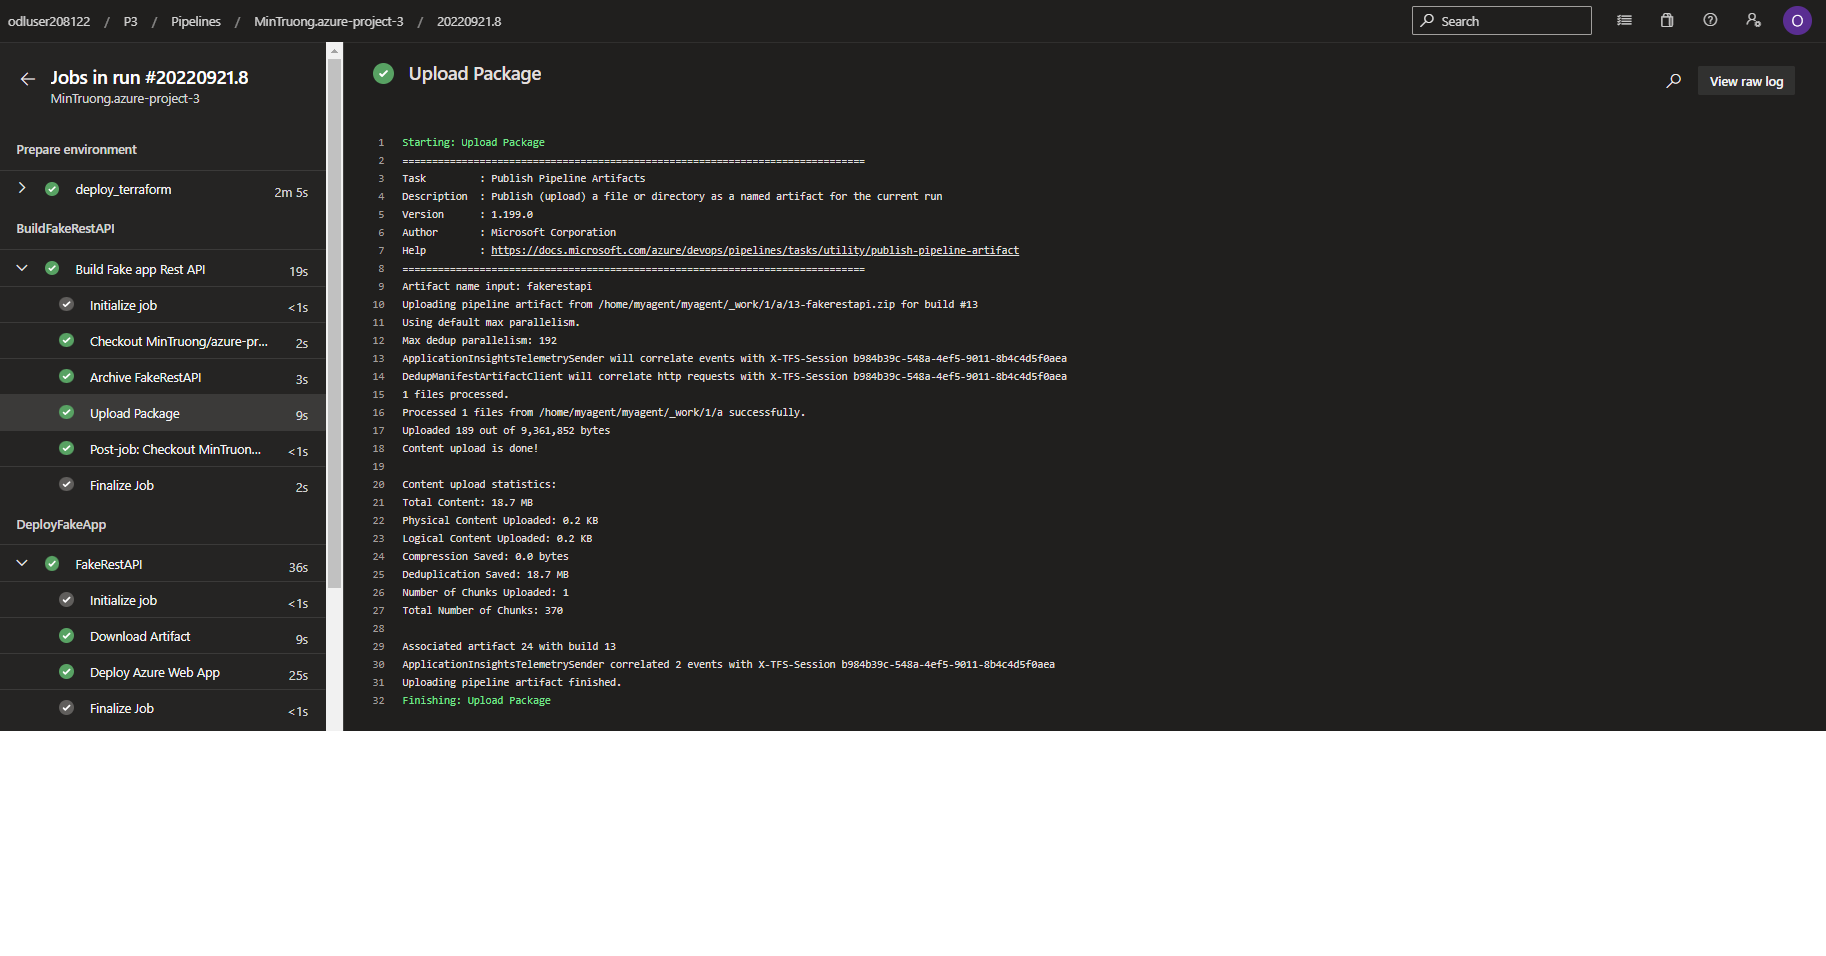 odluser208122 / P3 / Pipelines / MinTruong.azure-project-3 / 20220921.8
Search
O
Jobs in run #20220921.8
MinTruong.azure-project-3
Prepare environment
deploy_terraform 2m 5s
BuildFakeRestAPI
Build Fake app Rest API 19s
Initialize job <1s
Checkout MinTruong/azure-pr... 2s
Archive FakeRestAPI 3s
Upload Package 9s
Post-job: Checkout MinTruon... <1s
Finalize Job 2s
DeployFakeApp
FakeRestAPI 36s
Initialize job <1s
Download Artifact 9s
Deploy Azure Web App 25s
Finalize Job <1s
Upload Package
View raw log
1 Starting: Upload Package
2 ==============================================================================
3 Task         : Publish Pipeline Artifacts
4 Description  : Publish (upload) a file or directory as a named artifact for the current run
5 Version      : 1.199.0
6 Author       : Microsoft Corporation
7 Help         : https://docs.microsoft.com/azure/devops/pipelines/tasks/utility/publish-pipeline-artifact
8 ==============================================================================
9 Artifact name input: fakerestapi
10 Uploading pipeline artifact from /home/myagent/myagent/_work/1/a/13-fakerestapi.zip for build #13
11 Using default max parallelism.
12 Max dedup parallelism: 192
13 ApplicationInsightsTelemetrySender will correlate events with X-TFS-Session b984b39c-548a-4ef5-9011-8b4c4d5f0aea
14 DedupManifestArtifactClient will correlate http requests with X-TFS-Session b984b39c-548a-4ef5-9011-8b4c4d5f0aea
15 1 files processed.
16 Processed 1 files from /home/myagent/myagent/_work/1/a successfully.
17 Uploaded 189 out of 9,361,852 bytes
18 Content upload is done!
19
20 Content upload statistics:
21 Total Content: 18.7 MB
22 Physical Content Uploaded: 0.2 KB
23 Logical Content Uploaded: 0.2 KB
24 Compression Saved: 0.0 bytes
25 Deduplication Saved: 18.7 MB
26 Number of Chunks Uploaded: 1
27 Total Number of Chunks: 370
28
29 Associated artifact 24 with build 13
30 ApplicationInsightsTelemetrySender correlated 2 events with X-TFS-Session b984b39c-548a-4ef5-9011-8b4c4d5f0aea
31 Uploading pipeline artifact finished.
32 Finishing: Upload Package